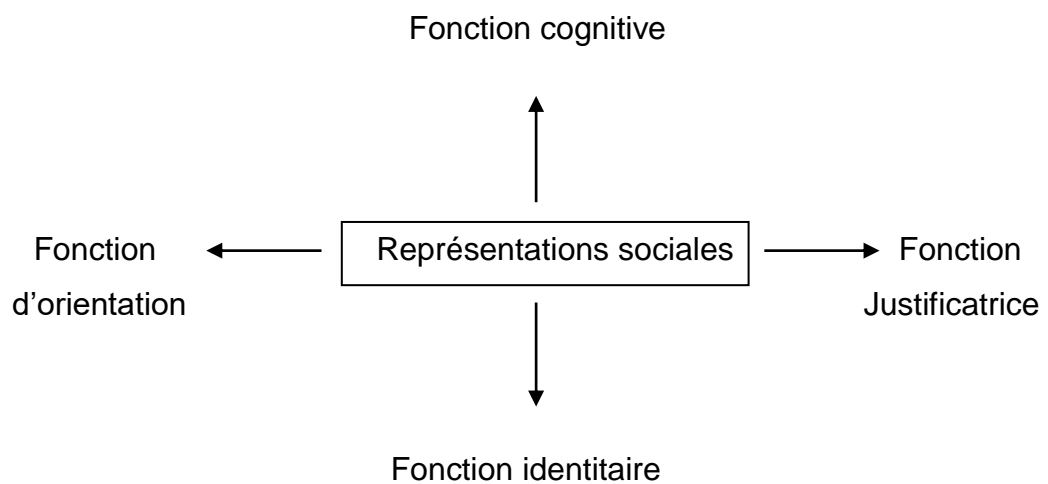 Fonction cognitive
Fonction
d’orientation
Représentations sociales
Fonction
Justificatrice
Fonction identitaire